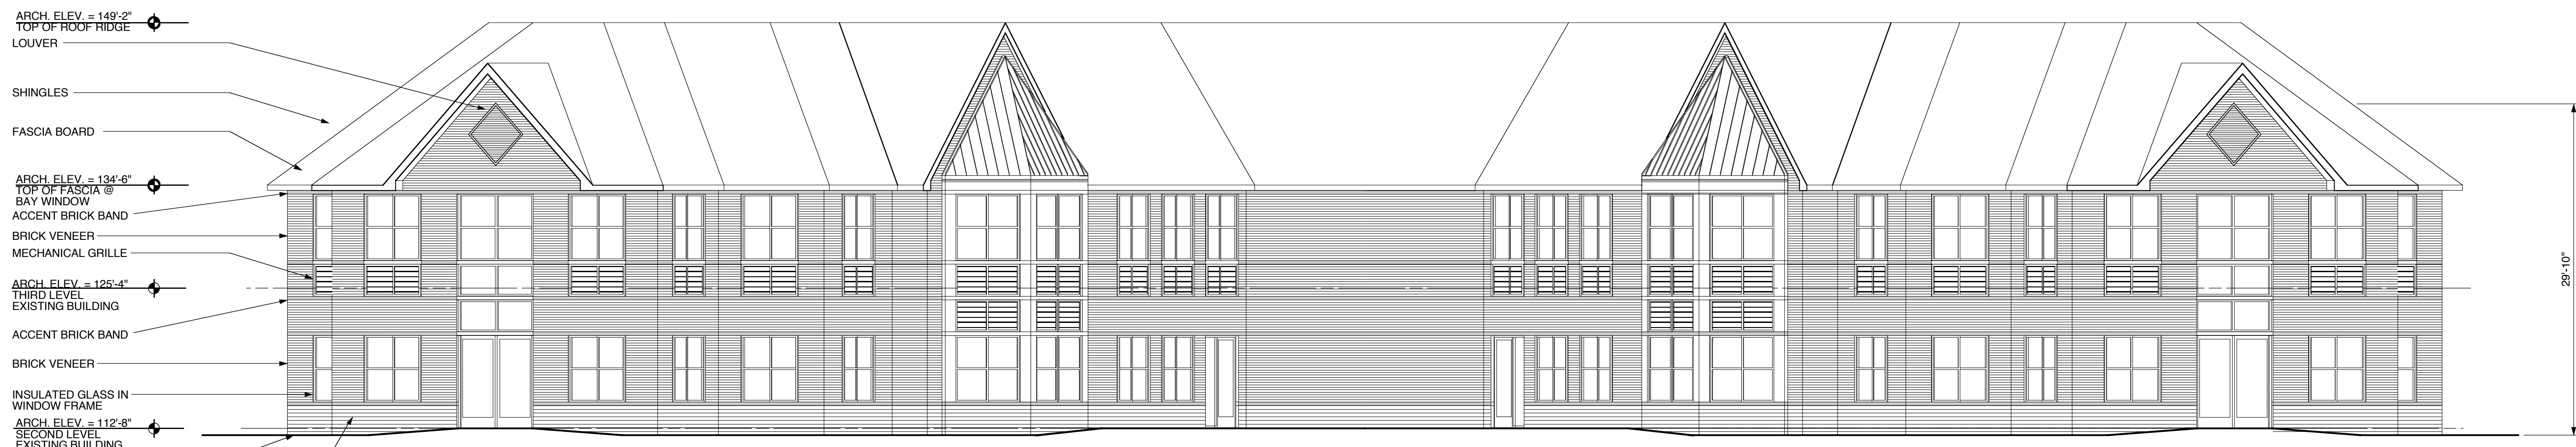 ARCH. ELEV. = 149'-2"
TOP OF ROOF RIDGE
LOUVER
SHINGLES
FASCIA BOARD
ARCH. ELEV. = 134'-6"
TOP OF FASCIA @
BAY WINDOW
ACCENT BRICK BAND
BRICK VENEER
MECHANICAL GRILLE
ARCH. ELEV. = 125'-4"
THIRD LEVEL
EXISTING BUILDING
ACCENT BRICK BAND
BRICK VENEER
INSULATED GLASS IN
WINDOW FRAME
ARCH. ELEV. = 112'-8"
SECOND LEVEL
EXISTING BUILDING
29'-10"